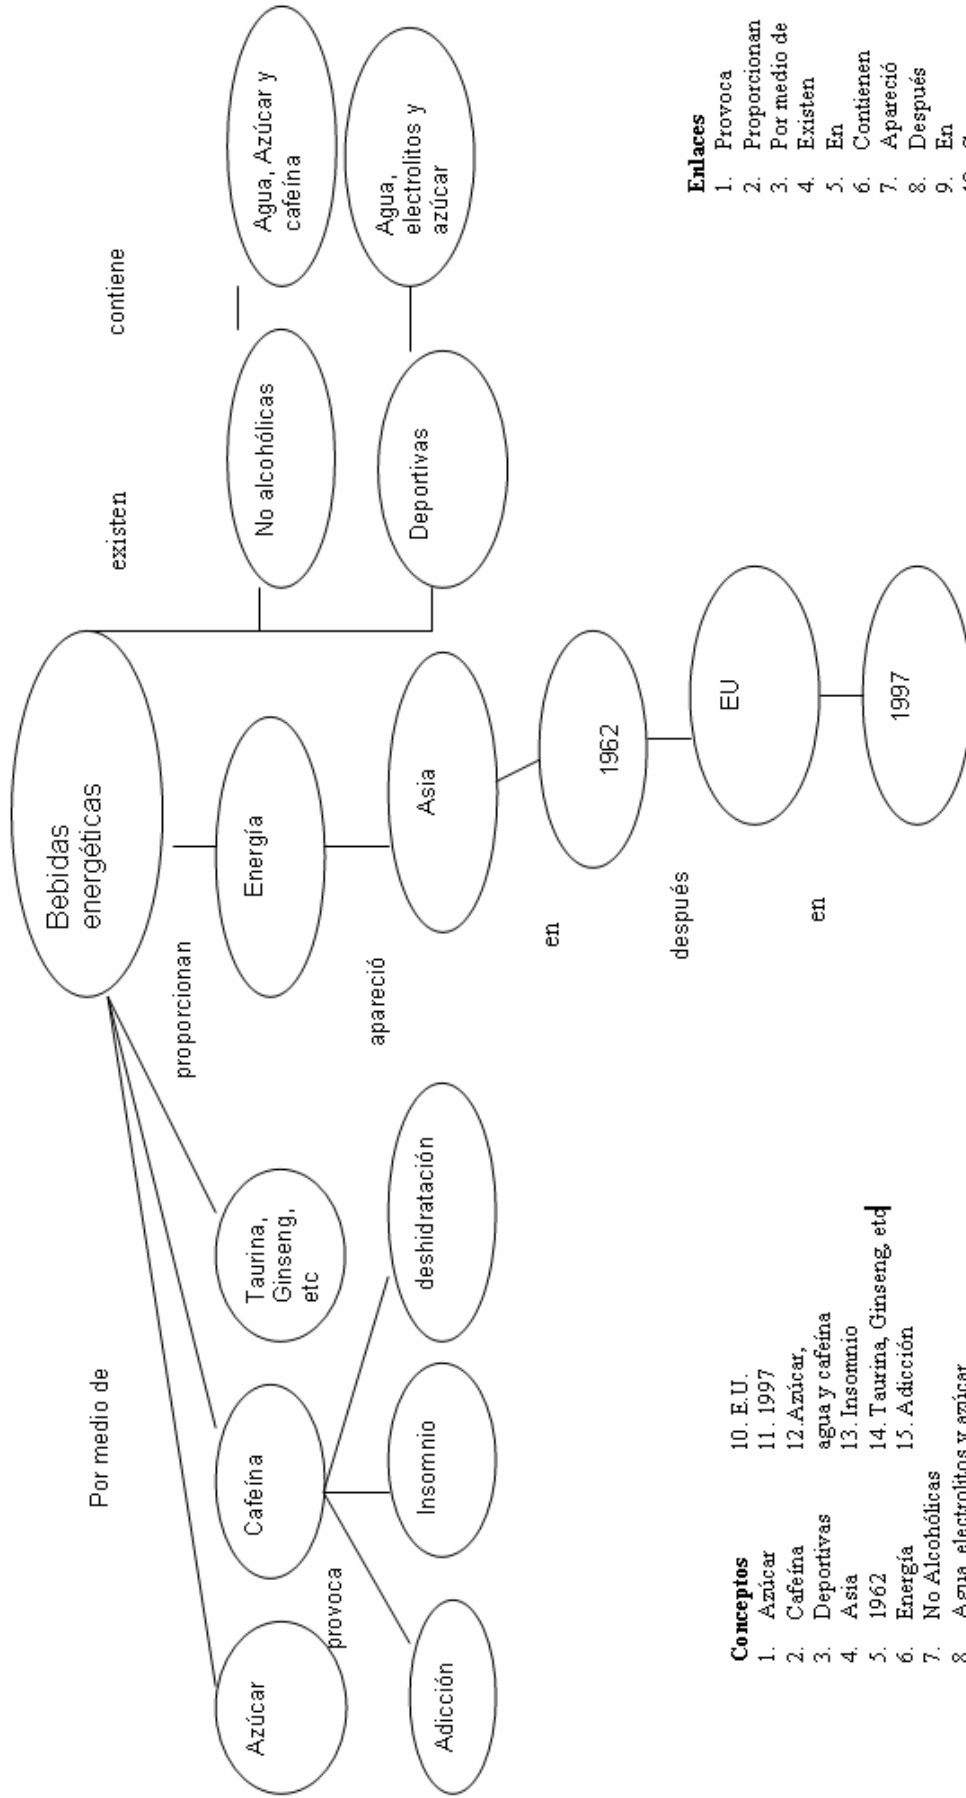 Bebidas
energéticas
Por medio de
proporcionan
existen
contiene
Azúcar
Cafeína
Taurina,
Ginseng,
etc
Energía
No alcohólicas
Agua, Azúcar y
cafeína
provoca
apareció
Adicción
Insomnio
deshidratación
Asia
Deportivas
Agua,
electrolitos y
azúcar
en
1962
después
EU
en
1997
Conceptos
1. Azúcar
2. Cafeína
3. Deportivas
4. Asia
5. 1962
6. Energía
7. No Alcohólicas
8. Agua, electrolitos y azúcar
10. E.U.
11. 1997
12. Azúcar,
agua y cafeína
13. Insomnio
14. Taurina, Ginseng, etc
15. Adicción
Enlaces
1. Provoca
2. Proporcionan
3. Por medio de
4. Existen
5. En
6. Contienen
7. Apareció
8. Después
9. En